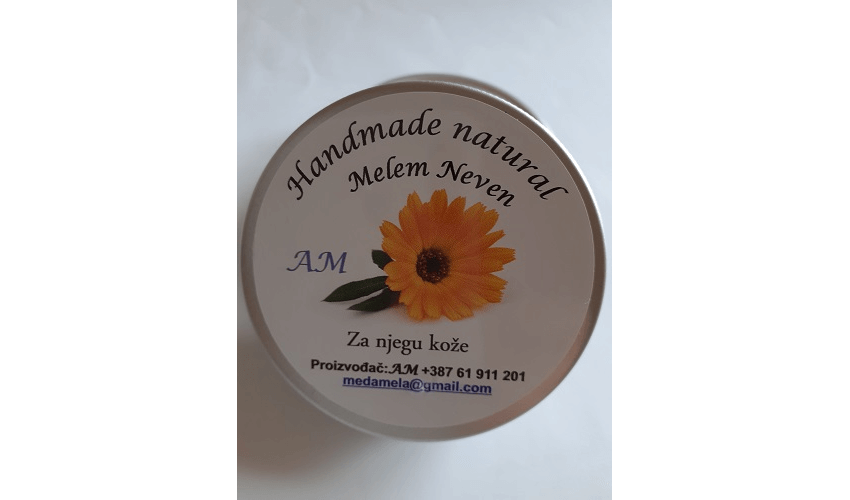 Handmade natural
Melem Neven
AM
Za njegu kože
Proizvođač: AM +387 61 911 201
medamela@gmail.com